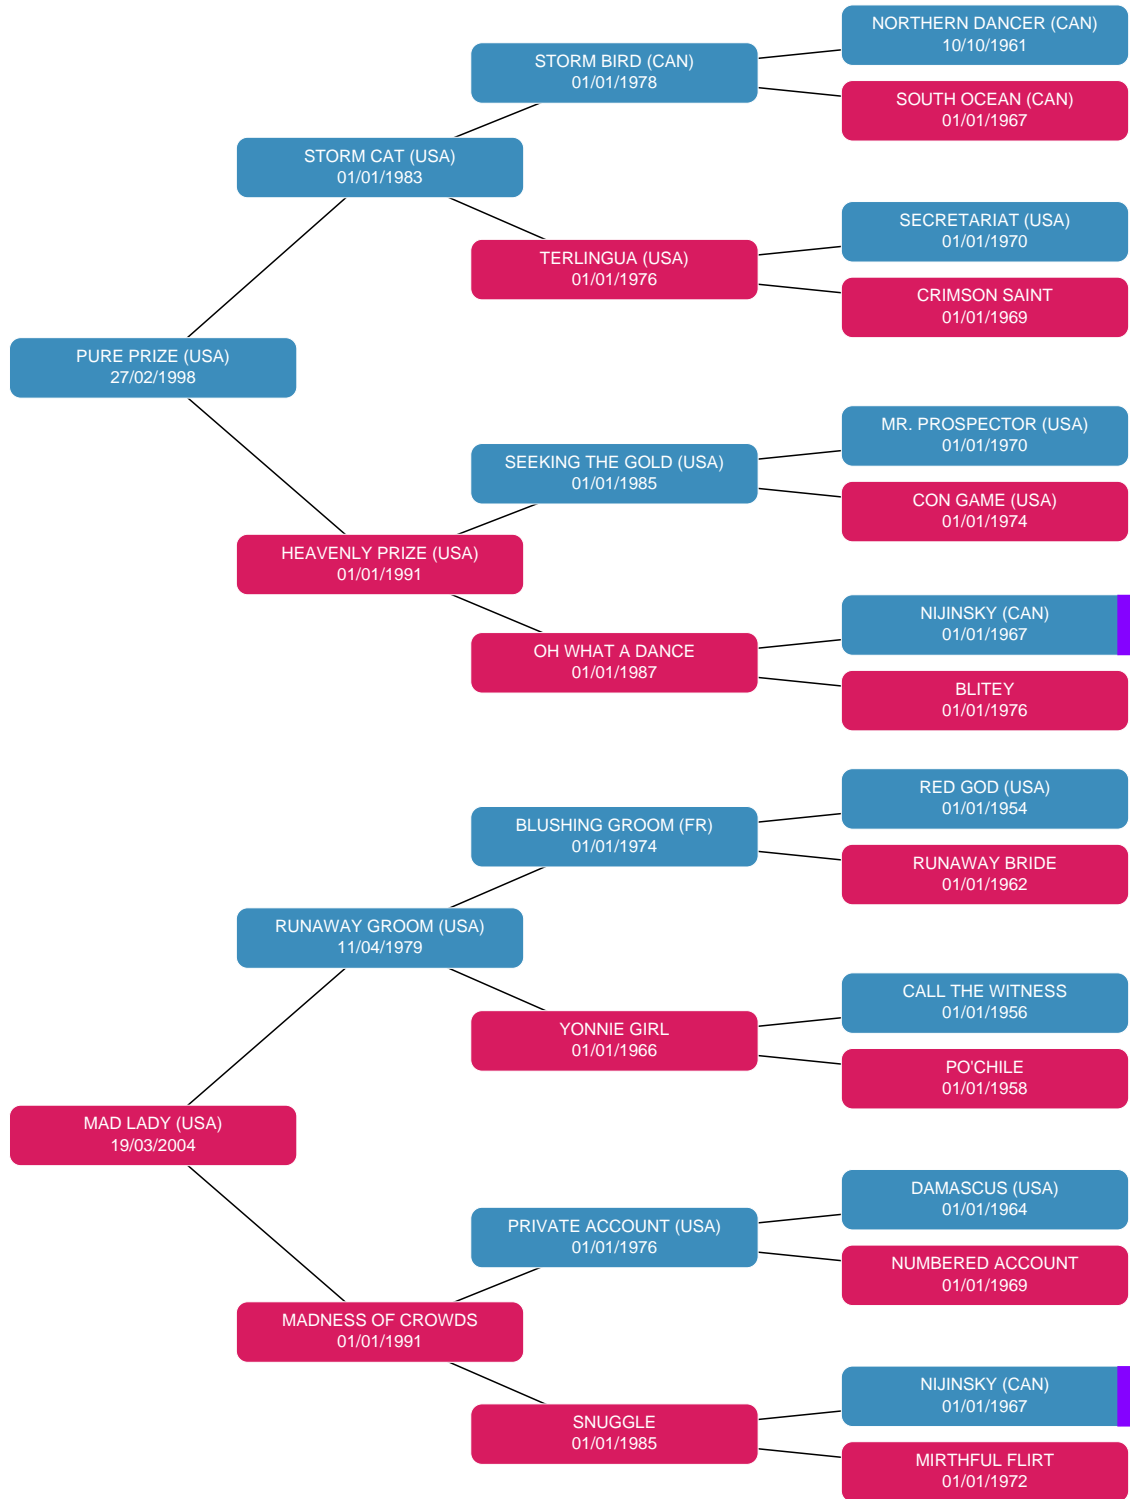 NORTHERN DANCER (CAN)
10/10/1961
STORM BIRD (CAN)
01/01/1978
SOUTH OCEAN (CAN)
01/01/1967
STORM CAT (USA)
01/01/1983
SECRETARIAT (USA)
01/01/1970
TERLINGUA (USA)
01/01/1976
CRIMSON SAINT
01/01/1969
PURE PRIZE (USA)
27/02/1998
MR. PROSPECTOR (USA)
01/01/1970
SEEKING THE GOLD (USA)
01/01/1985
CON GAME (USA)
01/01/1974
HEAVENLY PRIZE (USA)
01/01/1991
NIJINSKY (CAN)
01/01/1967
OH WHAT A DANCE
01/01/1987
BLITEY
01/01/1976
RED GOD (USA)
01/01/1954
BLUSHING GROOM (FR)
01/01/1974
RUNAWAY BRIDE
01/01/1962
RUNAWAY GROOM (USA)
11/04/1979
CALL THE WITNESS
01/01/1956
YONNIE GIRL
01/01/1966
PO'CHILE
01/01/1958
MAD LADY (USA)
19/03/2004
DAMASCUS (USA)
01/01/1964
PRIVATE ACCOUNT (USA)
01/01/1976
NUMBERED ACCOUNT
01/01/1969
MADNESS OF CROWDS
01/01/1991
NIJINSKY (CAN)
01/01/1967
SNUGGLE
01/01/1985
MIRTHFUL FLIRT
01/01/1972